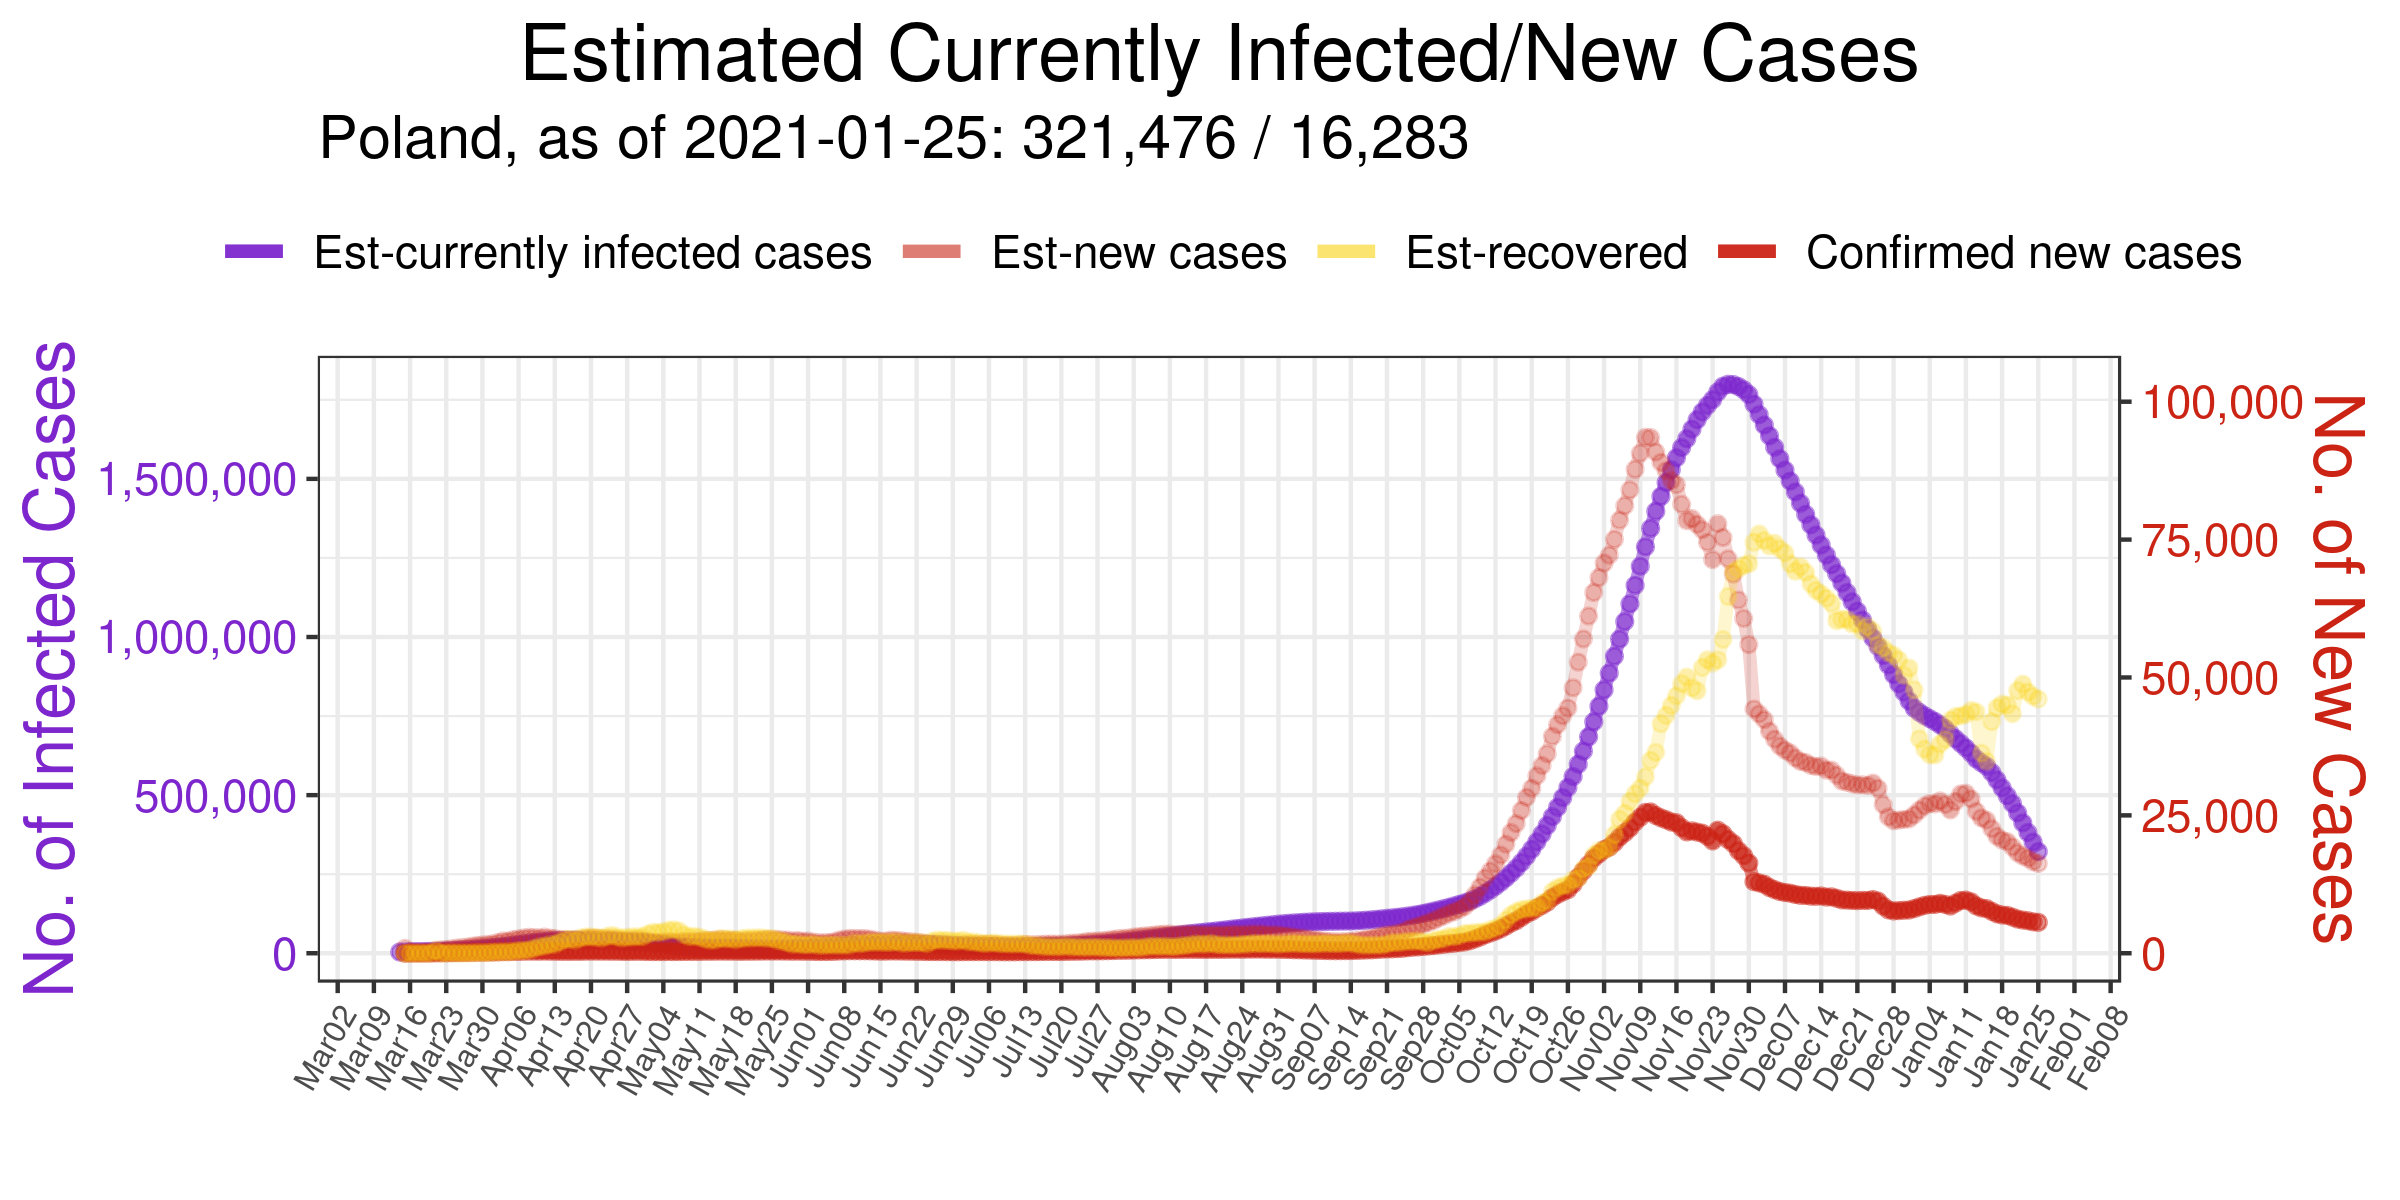 Estimated Currently Infected/New Cases
Poland, as of 2021-01-25: 321,476 / 16,283
Est-currently infected cases Est-new cases Est-recovered Confirmed new cases
No. of Infected Cases
1,500,000
1,000,000
500,000
0
100,000
75,000
50,000
25,000
0
No. of New Cases
Mar02 Mar09 Mar16 Mar23 Mar30 Apr06 Apr13 Apr20 Apr27 May04 May11 May18 May25 Jun01 Jun08 Jun15 Jun22 Jun29 Jul06 Jul13 Jul20 Jul27 Aug03 Aug10 Aug17 Aug24 Aug31 Sep07 Sep14 Sep21 Sep28 Oct05 Oct12 Oct19 Oct26 Nov02 Nov09 Nov16 Nov23 Nov30 Dec07 Dec14 Dec21 Dec28 Jan04 Jan11 Jan18 Jan25 Feb01 Feb08